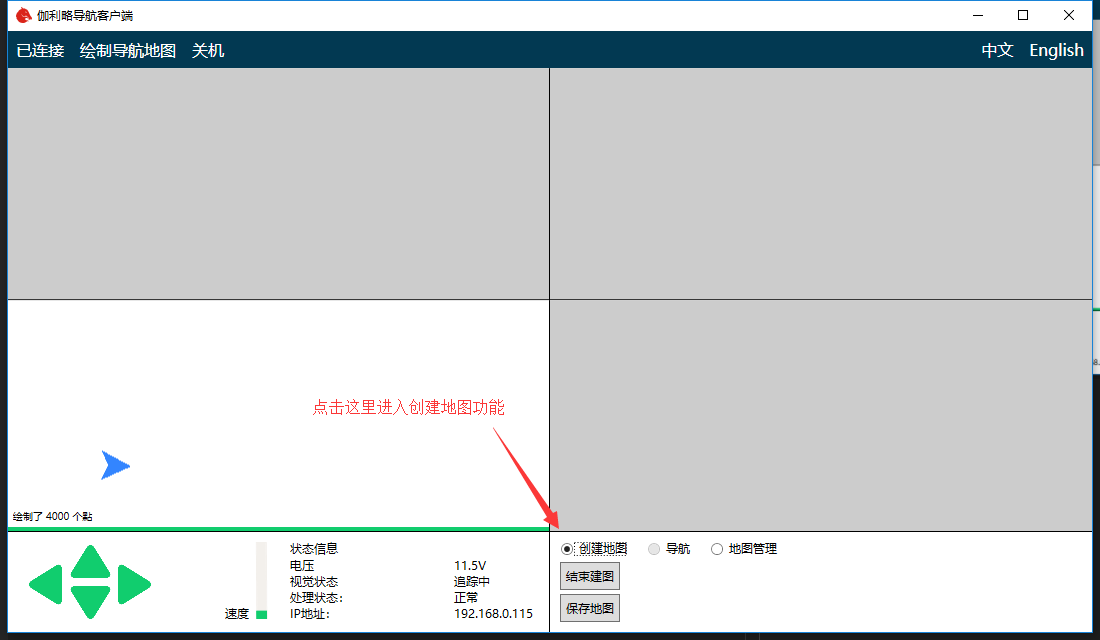 伽利略导航客户端
已连接 绘制导航地图 关机 中文 English
点击这里进入创建地图功能
绘制了 4000 个點
状态信息
电压 11.5V
视觉状态 追踪中
处理状态: 正常
IP地址: 192.168.0.115
速度
创建地图 导航 地图管理
结束建图
保存地图